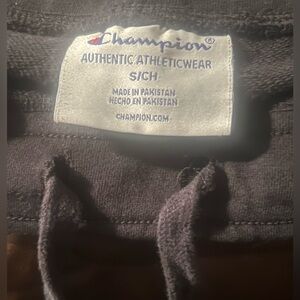 Champion®
AUTHENTIC ATHLETICWEAR
S/CH
MADE IN PAKISTAN
HECHO EN PAKISTAN
CHAMPION.COM